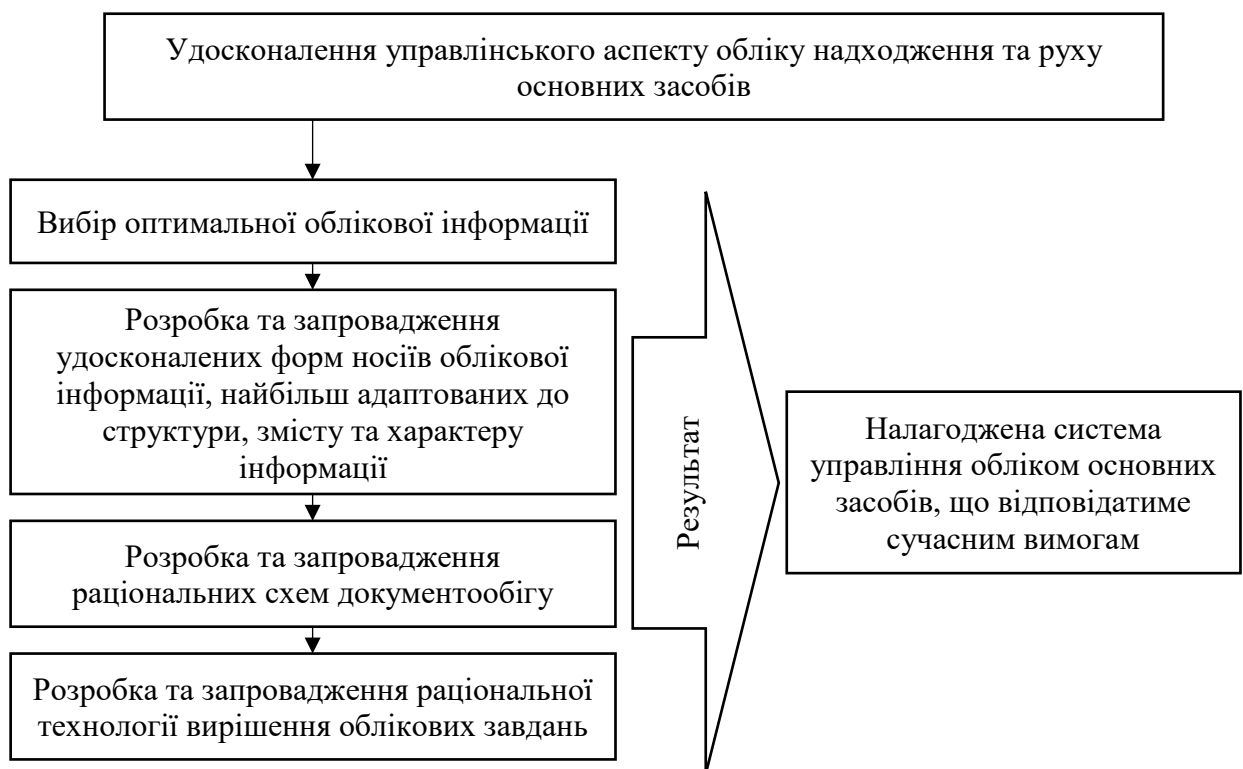 Удосконалення управлінського аспекту обліку надходження та руху
основних засобів
Вибір оптимальної облікової інформації
Розробка та запровадження
удосконалених форм носіїв облікової
інформації, найбільш адаптованих до
структури, змісту та характеру
інформації
Розробка та запровадження
раціональних схем документообігу
Розробка та запровадження раціональної
технології вирішення облікових завдань
Результат
Налагоджена система
управління обліком основних
засобів, що відповідатиме
сучасним вимогам